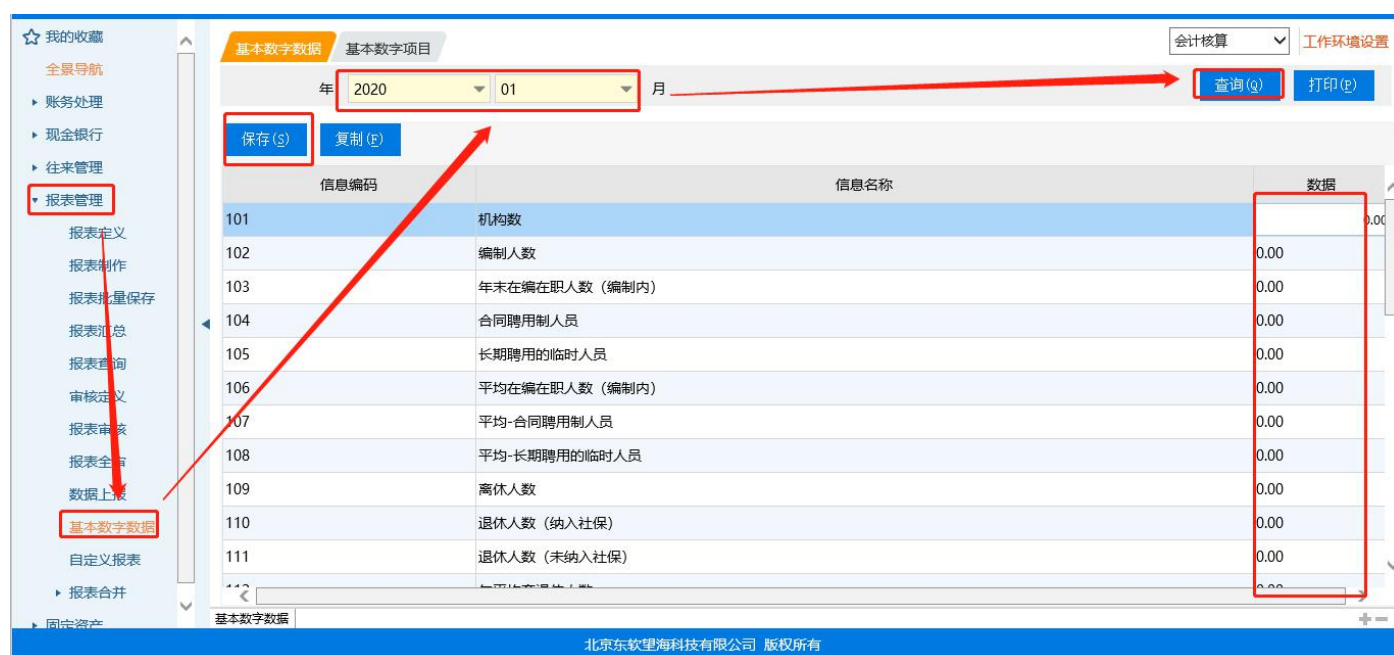 我的收藏
全景导航
账务处理
现金银行
往来管理
报表管理
报表定义
报表制作
报表批量保存
报表汇总
报表查询
审核定义
报表审核
报表全审
数据上报
基本数字数据
自定义报表
报表合并
固定资产
基本数字数据 基本数字项目 会计核算 工作环境设置
年 2020 01 月 查询(Q) 打印(P)
保存(S) 复制(F)
信息编码 信息名称 数据
101 机构数 0.00
102 编制人数 0.00
103 年末在编在职人数（编制内） 0.00
104 合同聘用制人员 0.00
105 长期聘用的临时人员 0.00
106 平均在编在职人数（编制内） 0.00
107 平均-合同聘用制人员 0.00
108 平均-长期聘用的临时人员 0.00
109 离休人数 0.00
110 退休人数（纳入社保） 0.00
111 退休人数（未纳入社保） 0.00
基本数字数据
北京东软望海科技有限公司 版权所有